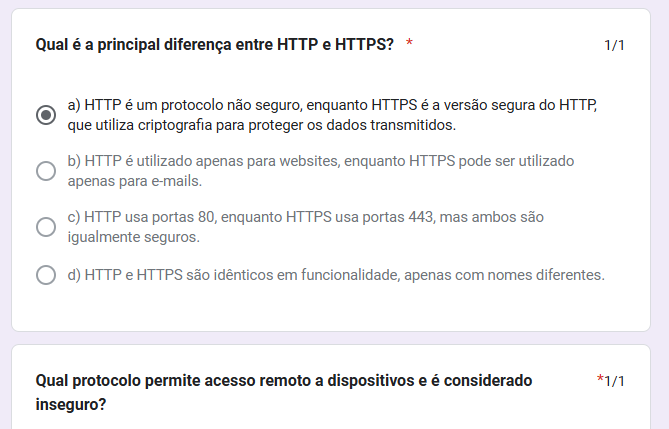 Qual é a principal diferença entre HTTP e HTTPS? * 1/1
a) HTTP é um protocolo não seguro, enquanto HTTPS é a versão segura do HTTP,
que utiliza criptografia para proteger os dados transmitidos.
b) HTTP é utilizado apenas para websites, enquanto HTTPS pode ser utilizado
apenas para e-mails.
c) HTTP usa portas 80, enquanto HTTPS usa portas 443, mas ambos são
igualmente seguros.
d) HTTP e HTTPS são idênticos em funcionalidade, apenas com nomes diferentes.
Qual protocolo permite acesso remoto a dispositivos e é considerado *1/1
inseguro?